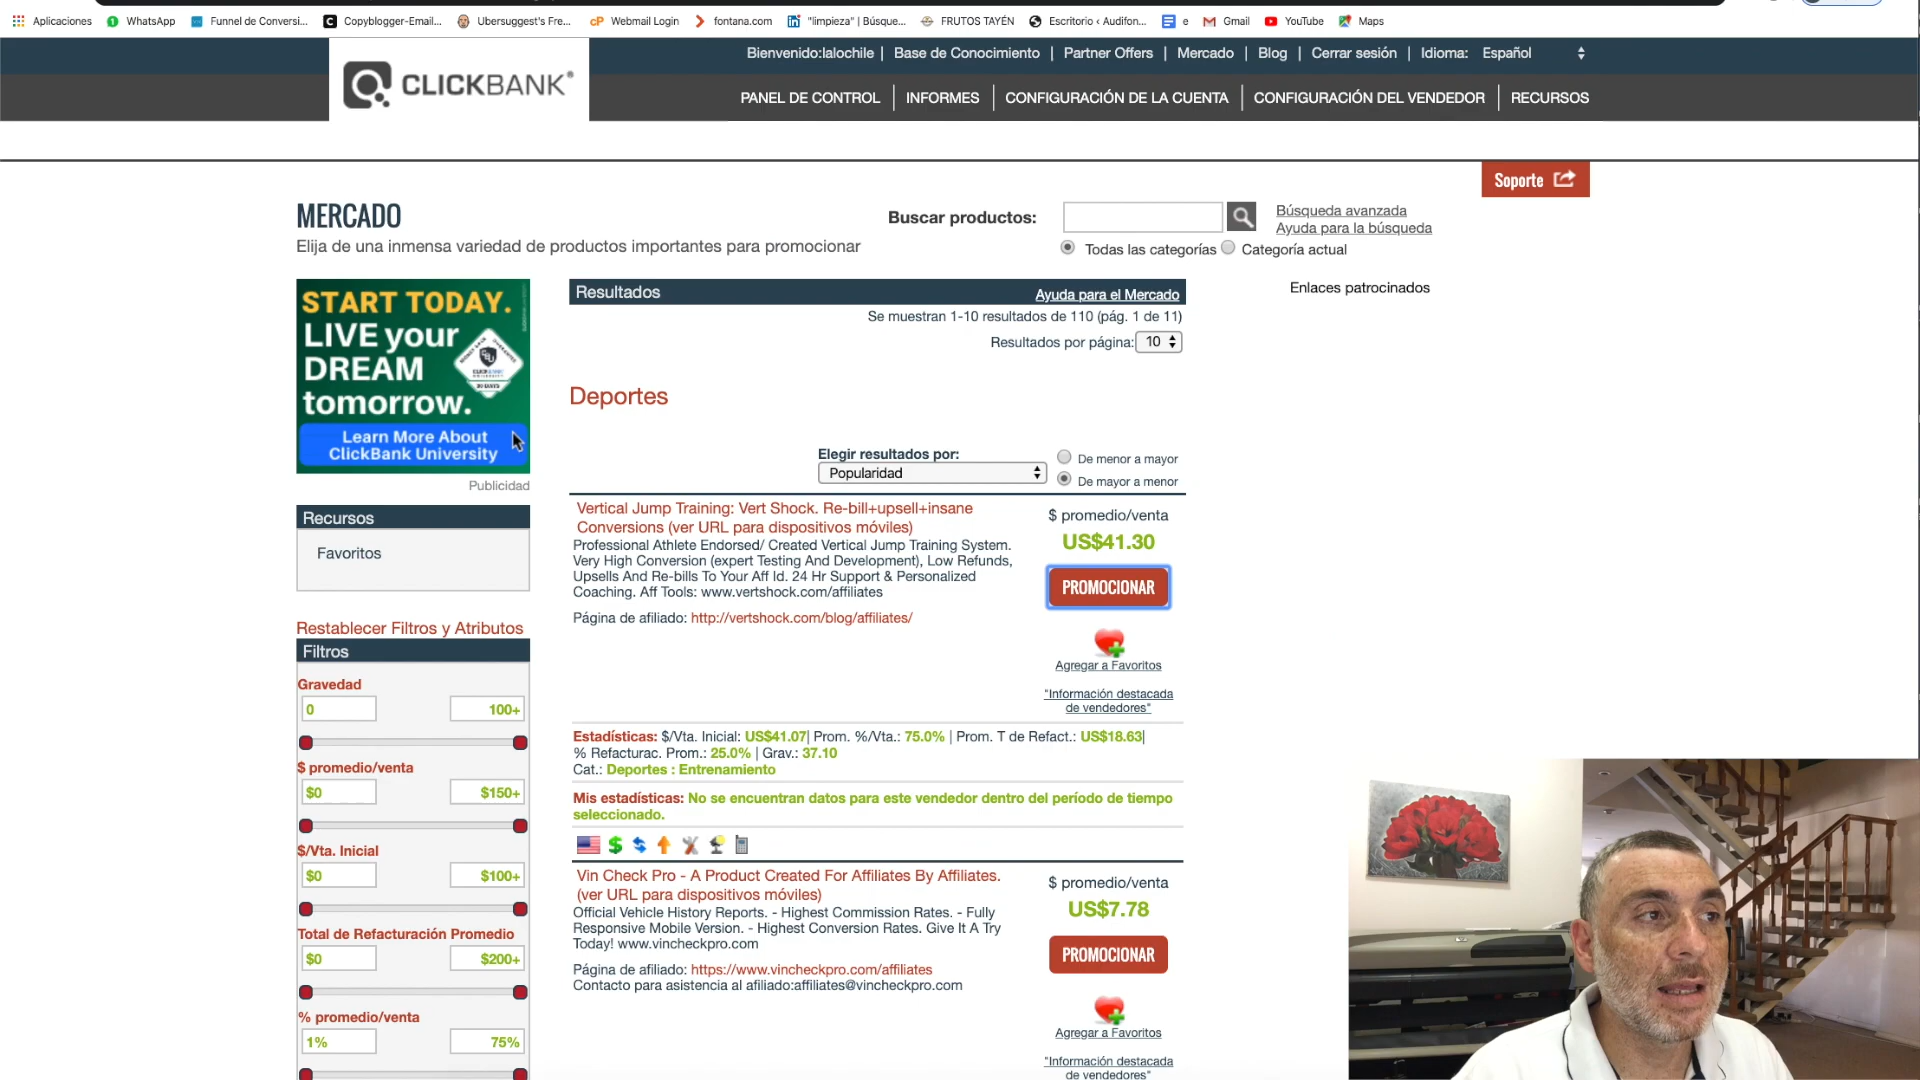 Aplicaciones
WhatsApp
Funnel de Conversi...
Copyblogger-Email...
Ubersuggest's Fre...
Webmail Login
fontana.com
"limpieza" | Búsque...
FRUTOS TAYÉN
Escritorio ‹ Audifon...
e
Gmail
YouTube
Maps
Bienvenido:lalochile | Base de Conocimiento | Partner Offers | Mercado | Blog | Cerrar sesión | Idioma: Español
CLICKBANK®
PANEL DE CONTROL
INFORMES
CONFIGURACIÓN DE LA CUENTA
CONFIGURACIÓN DEL VENDEDOR
RECURSOS
Soporte
MERCADO
Elija de una inmensa variedad de productos importantes para promocionar
Buscar productos:
Búsqueda avanzada
Ayuda para la búsqueda
Todas las categorías
Categoría actual
START TODAY.
LIVE your
DREAM
tomorrow.
Learn More About
ClickBank University
Publicidad
Recursos
Favoritos
Restablecer Filtros y Atributos
Filtros
Gravedad
0
100+
$ promedio/venta
$0
$150+
$/Vta. Inicial
$0
$100+
Total de Refacturación Promedio
$0
$200+
% promedio/venta
1%
75%
Resultados
Ayuda para el Mercado
Se muestran 1-10 resultados de 110 (pág. 1 de 11)
Resultados por página: 10
Enlaces patrocinados
Deportes
Elegir resultados por:
Popularidad
De menor a mayor
De mayor a menor
Vertical Jump Training: Vert Shock. Re-bill+upsell+insane
Conversions (ver URL para dispositivos móviles)
Professional Athlete Endorsed/ Created Vertical Jump Training System.
Very High Conversion (expert Testing And Development), Low Refunds,
Upsells And Re-bills To Your Aff Id. 24 Hr Support & Personalized
Coaching. Aff Tools: www.vertshock.com/affiliates
Página de afiliado: http://vertshock.com/blog/affiliates/
$ promedio/venta
US$41.30
PROMOCIONAR
Agregar a Favoritos
"Información destacada
de vendedores"
Estadísticas: $/Vta. Inicial: US$41.07| Prom. %/Vta.: 75.0% | Prom. T de Refact.: US$18.63|
% Refacturac. Prom.: 25.0% | Grav.: 37.10
Cat.: Deportes : Entrenamiento
Mis estadísticas: No se encuentran datos para este vendedor dentro del período de tiempo
seleccionado.
Vin Check Pro - A Product Created For Affiliates By Affiliates.
(ver URL para dispositivos móviles)
Official Vehicle History Reports. - Highest Commission Rates. - Fully
Responsive Mobile Version. - Highest Conversion Rates. Give It A Try
Today! www.vincheckpro.com
Página de afiliado: https://www.vincheckpro.com/affiliates
Contacto para asistencia al afiliado:affiliates@vincheckpro.com
$ promedio/venta
US$7.78
PROMOCIONAR
Agregar a Favoritos
"Información destacada
de vendedores"